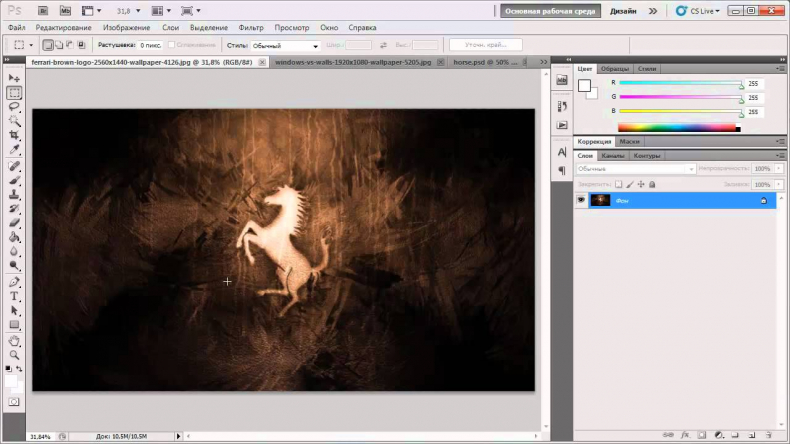 Ps Br Mb 31,8 Основная рабочая среда Дизайн CS Live
Файл Редактирование Изображение Слои Выделение Фильтр Просмотр Окно Справка
Растушевка: 0 пикс. Сглаживание Стиль: Обычный Шир.: Выс.: Уточн. край...
ferrari-brown-logo-2560x1440-wallpaper-4126.jpg @ 31,8% (RGB/8#) windows-vs-walls-1920x1080-wallpaper-5205.jpg horse.psd @ 50%
Цвет Образцы Стили
R 255
G 255
B 255
Коррекция Маски
Слои Каналы Контуры
Обычные Непрозрачность: 100%
Закрепить: Заливка: 100%
Фон
31,84% Док: 10,5M/10,5M